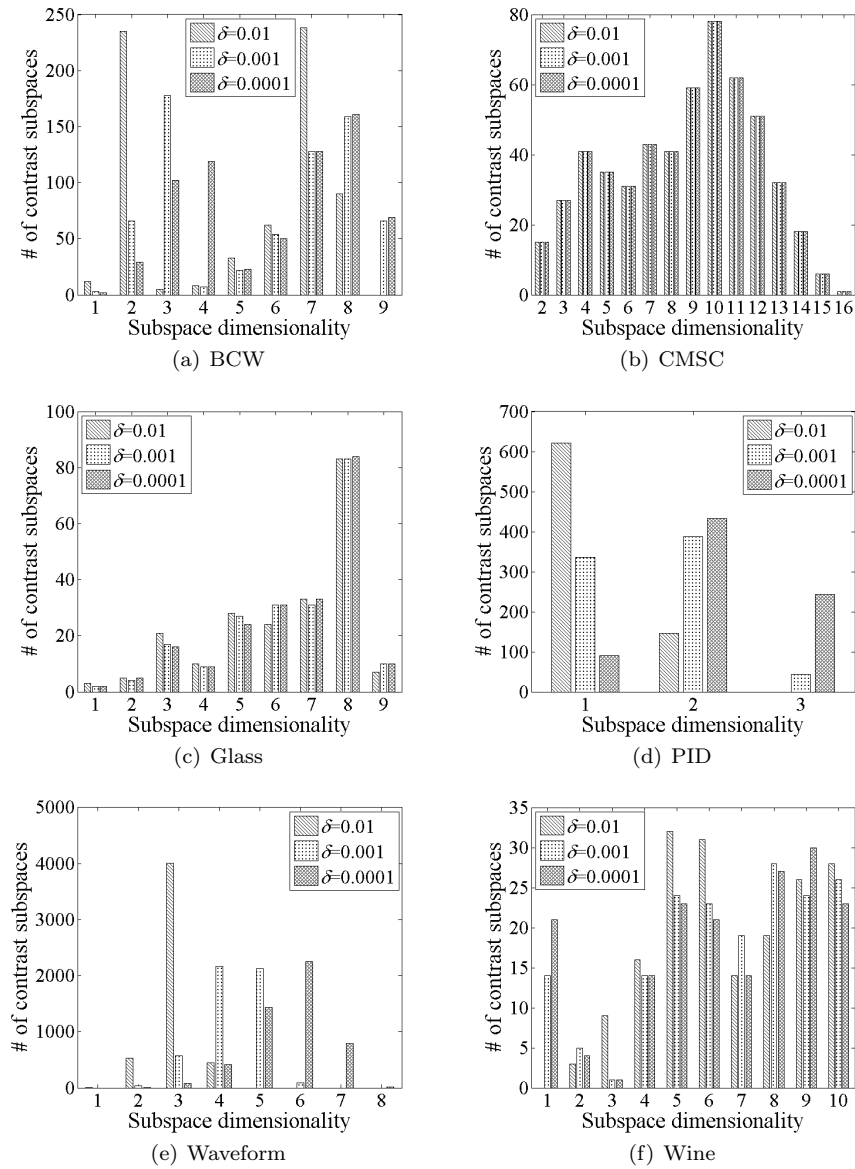 # of contrast subspaces
250
200
150
100
50
0
δ=0.01
δ=0.001
δ=0.0001
1 2 3 4 5 6 7 8 9
Subspace dimensionality
(a) BCW
# of contrast subspaces
80
60
40
20
0
δ=0.01
δ=0.001
δ=0.0001
2 3 4 5 6 7 8 9 10 11 12 13 14 15 16
Subspace dimensionality
(b) CMSC
# of contrast subspaces
100
80
60
40
20
0
δ=0.01
δ=0.001
δ=0.0001
1 2 3 4 5 6 7 8 9
Subspace dimensionality
(c) Glass
# of contrast subspaces
700
600
500
400
300
200
100
0
δ=0.01
δ=0.001
δ=0.0001
1 2 3
Subspace dimensionality
(d) PID
# of contrast subspaces
5000
4000
3000
2000
1000
0
δ=0.01
δ=0.001
δ=0.0001
1 2 3 4 5 6 7 8
Subspace dimensionality
(e) Waveform
# of contrast subspaces
35
30
25
20
15
10
5
0
δ=0.01
δ=0.001
δ=0.0001
1 2 3 4 5 6 7 8 9 10
Subspace dimensionality
(f) Wine